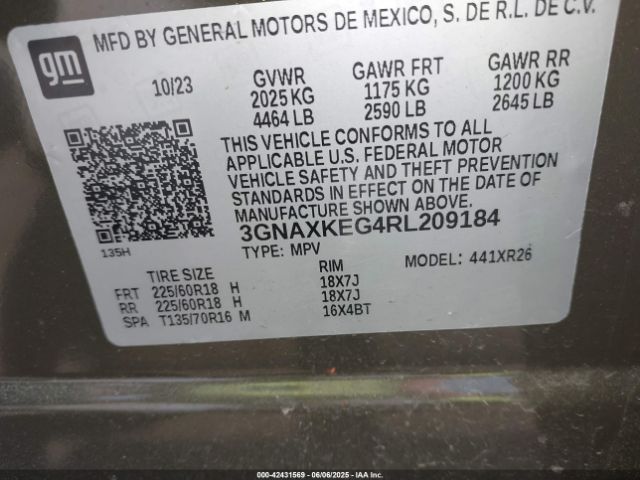 gm
MFD BY GENERAL MOTORS DE MEXICO, S. DE R.L. DE C.V.
10/23
GVWR
2025 KG
4464 LB
GAWR FRT
1175 KG
2590 LB
GAWR RR
1200 KG
2645 LB
THIS VEHICLE CONFORMS TO ALL
APPLICABLE U.S. FEDERAL MOTOR
VEHICLE SAFETY AND THEFT PREVENTION
STANDARDS IN EFFECT ON THE DATE OF
MANUFACTURE SHOWN ABOVE.
3GNAXKEG4RL209184
135H
TYPE: MPV
MODEL: 441XR26
TIRE SIZE RIM
FRT 225/60R18 H 18X7J
RR 225/60R18 H 18X7J
SPA T135/70R16 M 16X4BT
000-42431569 - 06/06/2025 - IAA Inc.